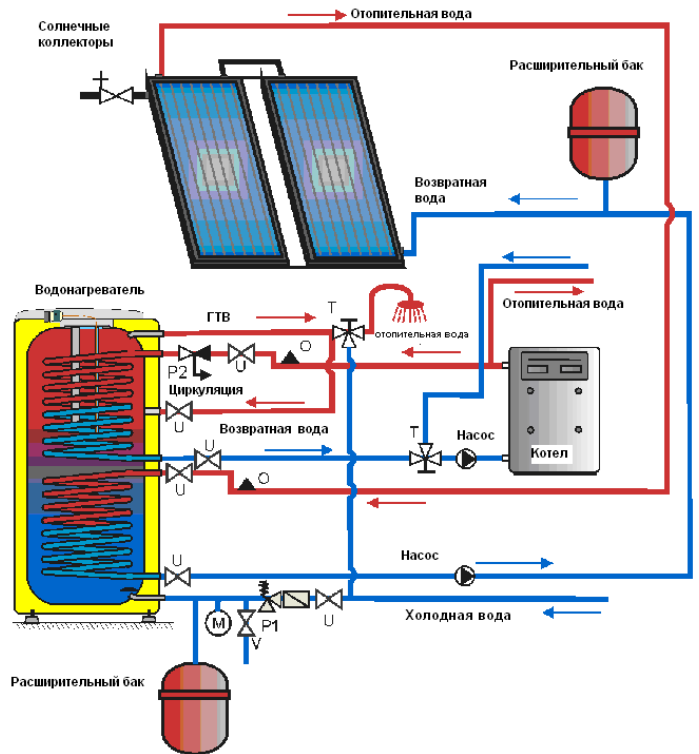 Солнечные
коллекторы
Отопительная вода
Расширительный бак
Возвратная
вода
Водонагреватель
ГТВ
T
отопительная вода
Отопительная вода
P2
U
O
Циркуляция
U
Возвратная вода
U
T
Насос
Котел
U
O
U
Насос
M
V
P1
U
Холодная вода
Расширительный бак